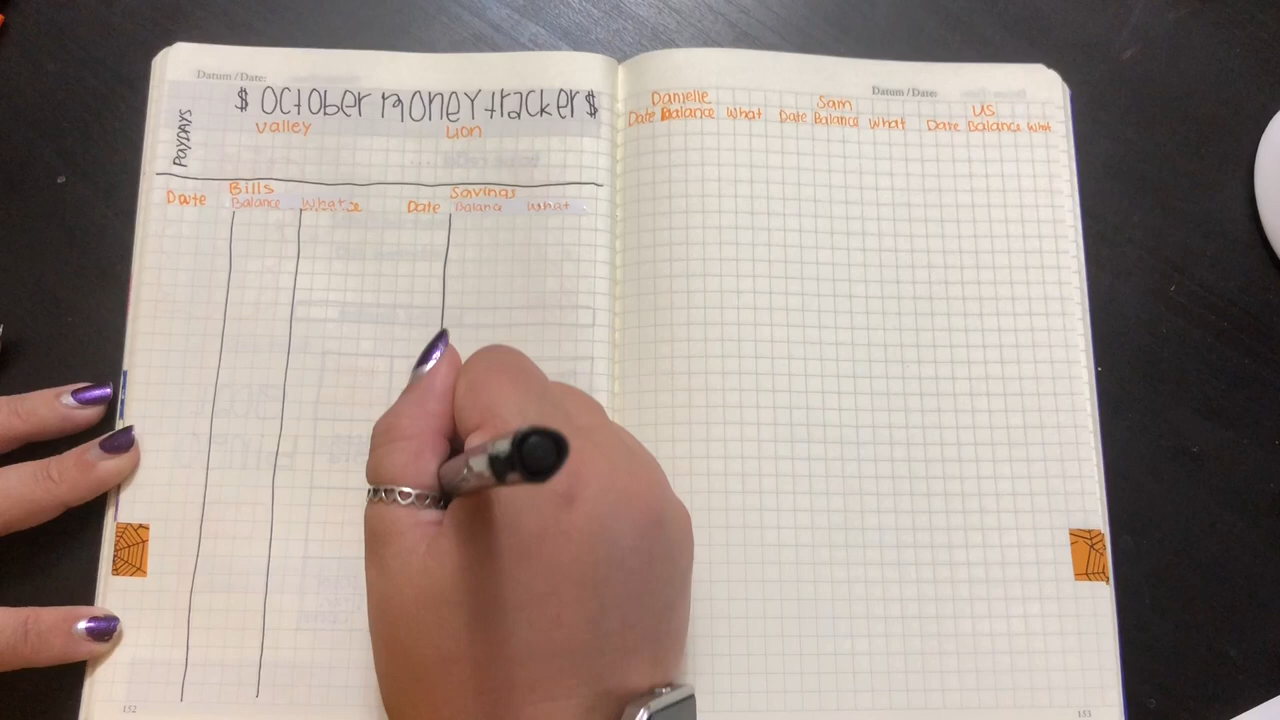 Datum / Date:
$ October money tracker $
PAYDAYS
Valley
Lion
Bills
Savings
Date Balance What
Date Balance What
152
Datum / Date:
Danielle
Sam
US
Date Balance What
Date Balance What
Date Balance What
153